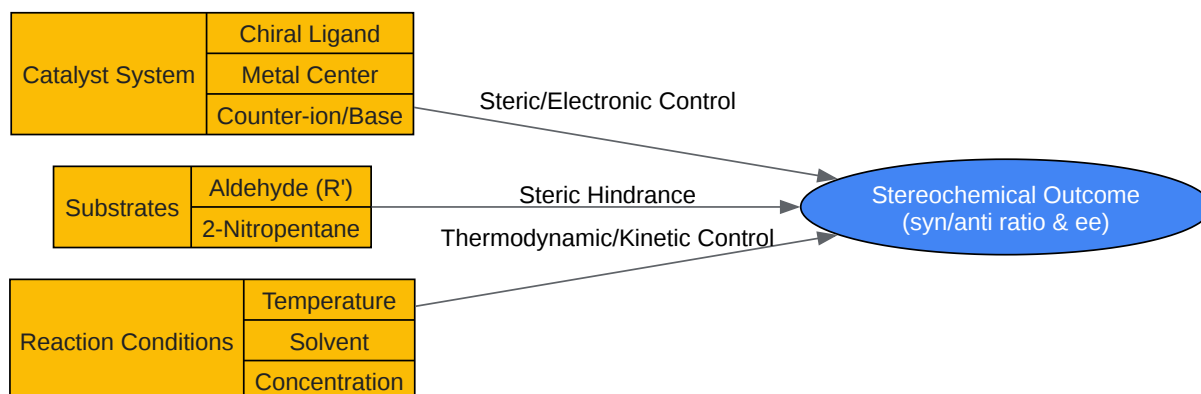 Catalyst System
Chiral Ligand
Metal Center
Counter-ion/Base
Steric/Electronic Control
Substrates
Aldehyde (R')
2-Nitropentane
Steric Hindrance
Stereochemical Outcome
(syn/anti ratio & ee)
Thermodynamic/Kinetic Control
Reaction Conditions
Temperature
Solvent
Concentration